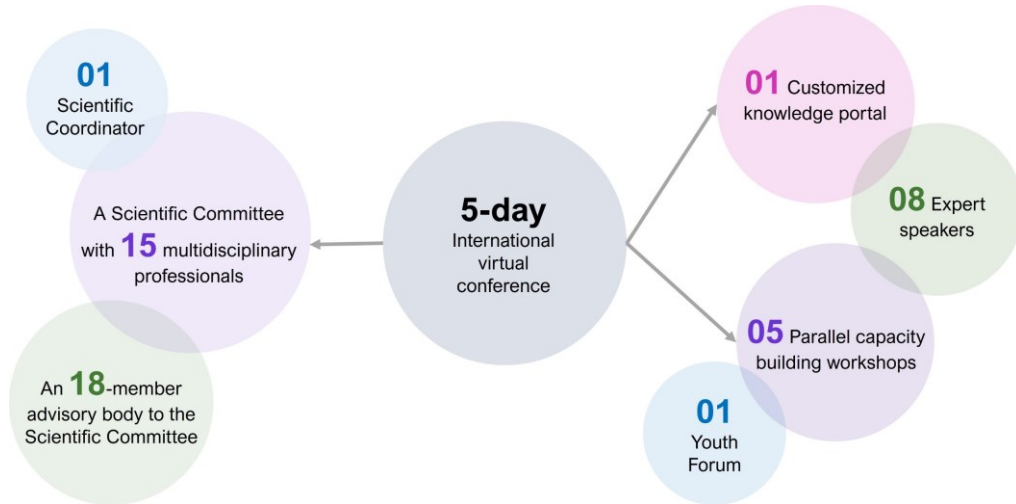 01
Scientific
Coordinator
A Scientific Committee
with 15 multidisciplinary
professionals
An 18-member
advisory body to the
Scientific Committee
5-day
International
virtual
conference
01 Customized
knowledge portal
08 Expert
speakers
05 Parallel capacity
building workshops
01
Youth
Forum